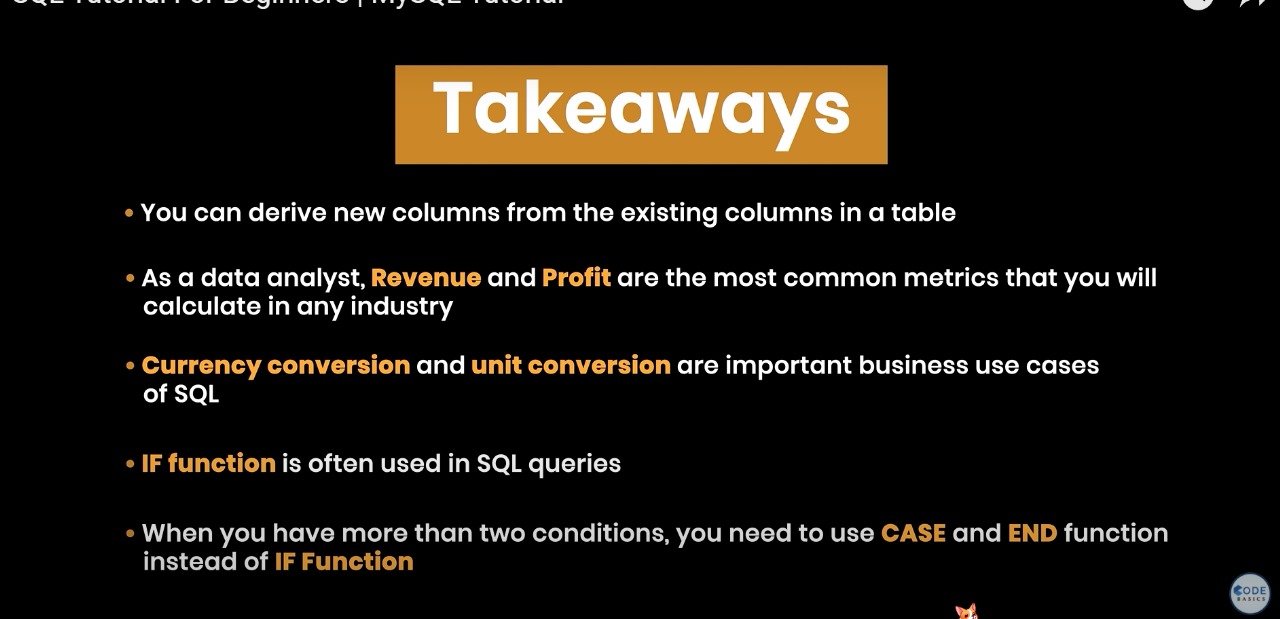 SQL Tutorial For Beginners | MySQL Tutorial
Takeaways
• You can derive new columns from the existing columns in a table
• As a data analyst, Revenue and Profit are the most common metrics that you will
calculate in any industry
• Currency conversion and unit conversion are important business use cases
of SQL
• IF function is often used in SQL queries
• When you have more than two conditions, you need to use CASE and END function
instead of IF Function
CODE
BASICS